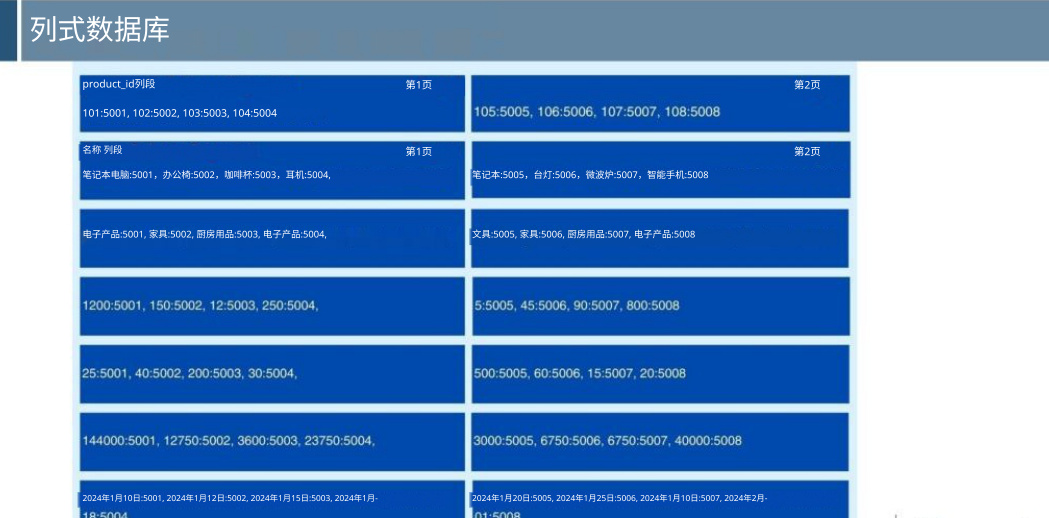 列式数据库
product_id列段 第1页
101:5001, 102:5002, 103:5003, 104:5004
第2页
105:5005, 106:5006, 107:5007, 108:5008
名称 列段 第1页
笔记本电脑:5001，办公椅:5002，咖啡杯:5003，耳机:5004,
第2页
笔记本:5005，台灯:5006，微波炉:5007，智能手机:5008
电子产品:5001, 家具:5002, 厨房用品:5003, 电子产品:5004,
文具:5005, 家具:5006, 厨房用品:5007, 电子产品:5008
1200:5001, 150:5002, 12:5003, 250:5004,
5:5005, 45:5006, 90:5007, 800:5008
25:5001, 40:5002, 200:5003, 30:5004,
500:5005, 60:5006, 15:5007, 20:5008
144000:5001, 12750:5002, 3600:5003, 23750:5004,
3000:5005, 6750:5006, 6750:5007, 40000:5008
2024年1月10日:5001, 2024年1月12日:5002, 2024年1月15日:5003, 2024年1月-
18:5004
2024年1月20日:5005, 2024年1月25日:5006, 2024年1月10日:5007, 2024年2月-
01:5008